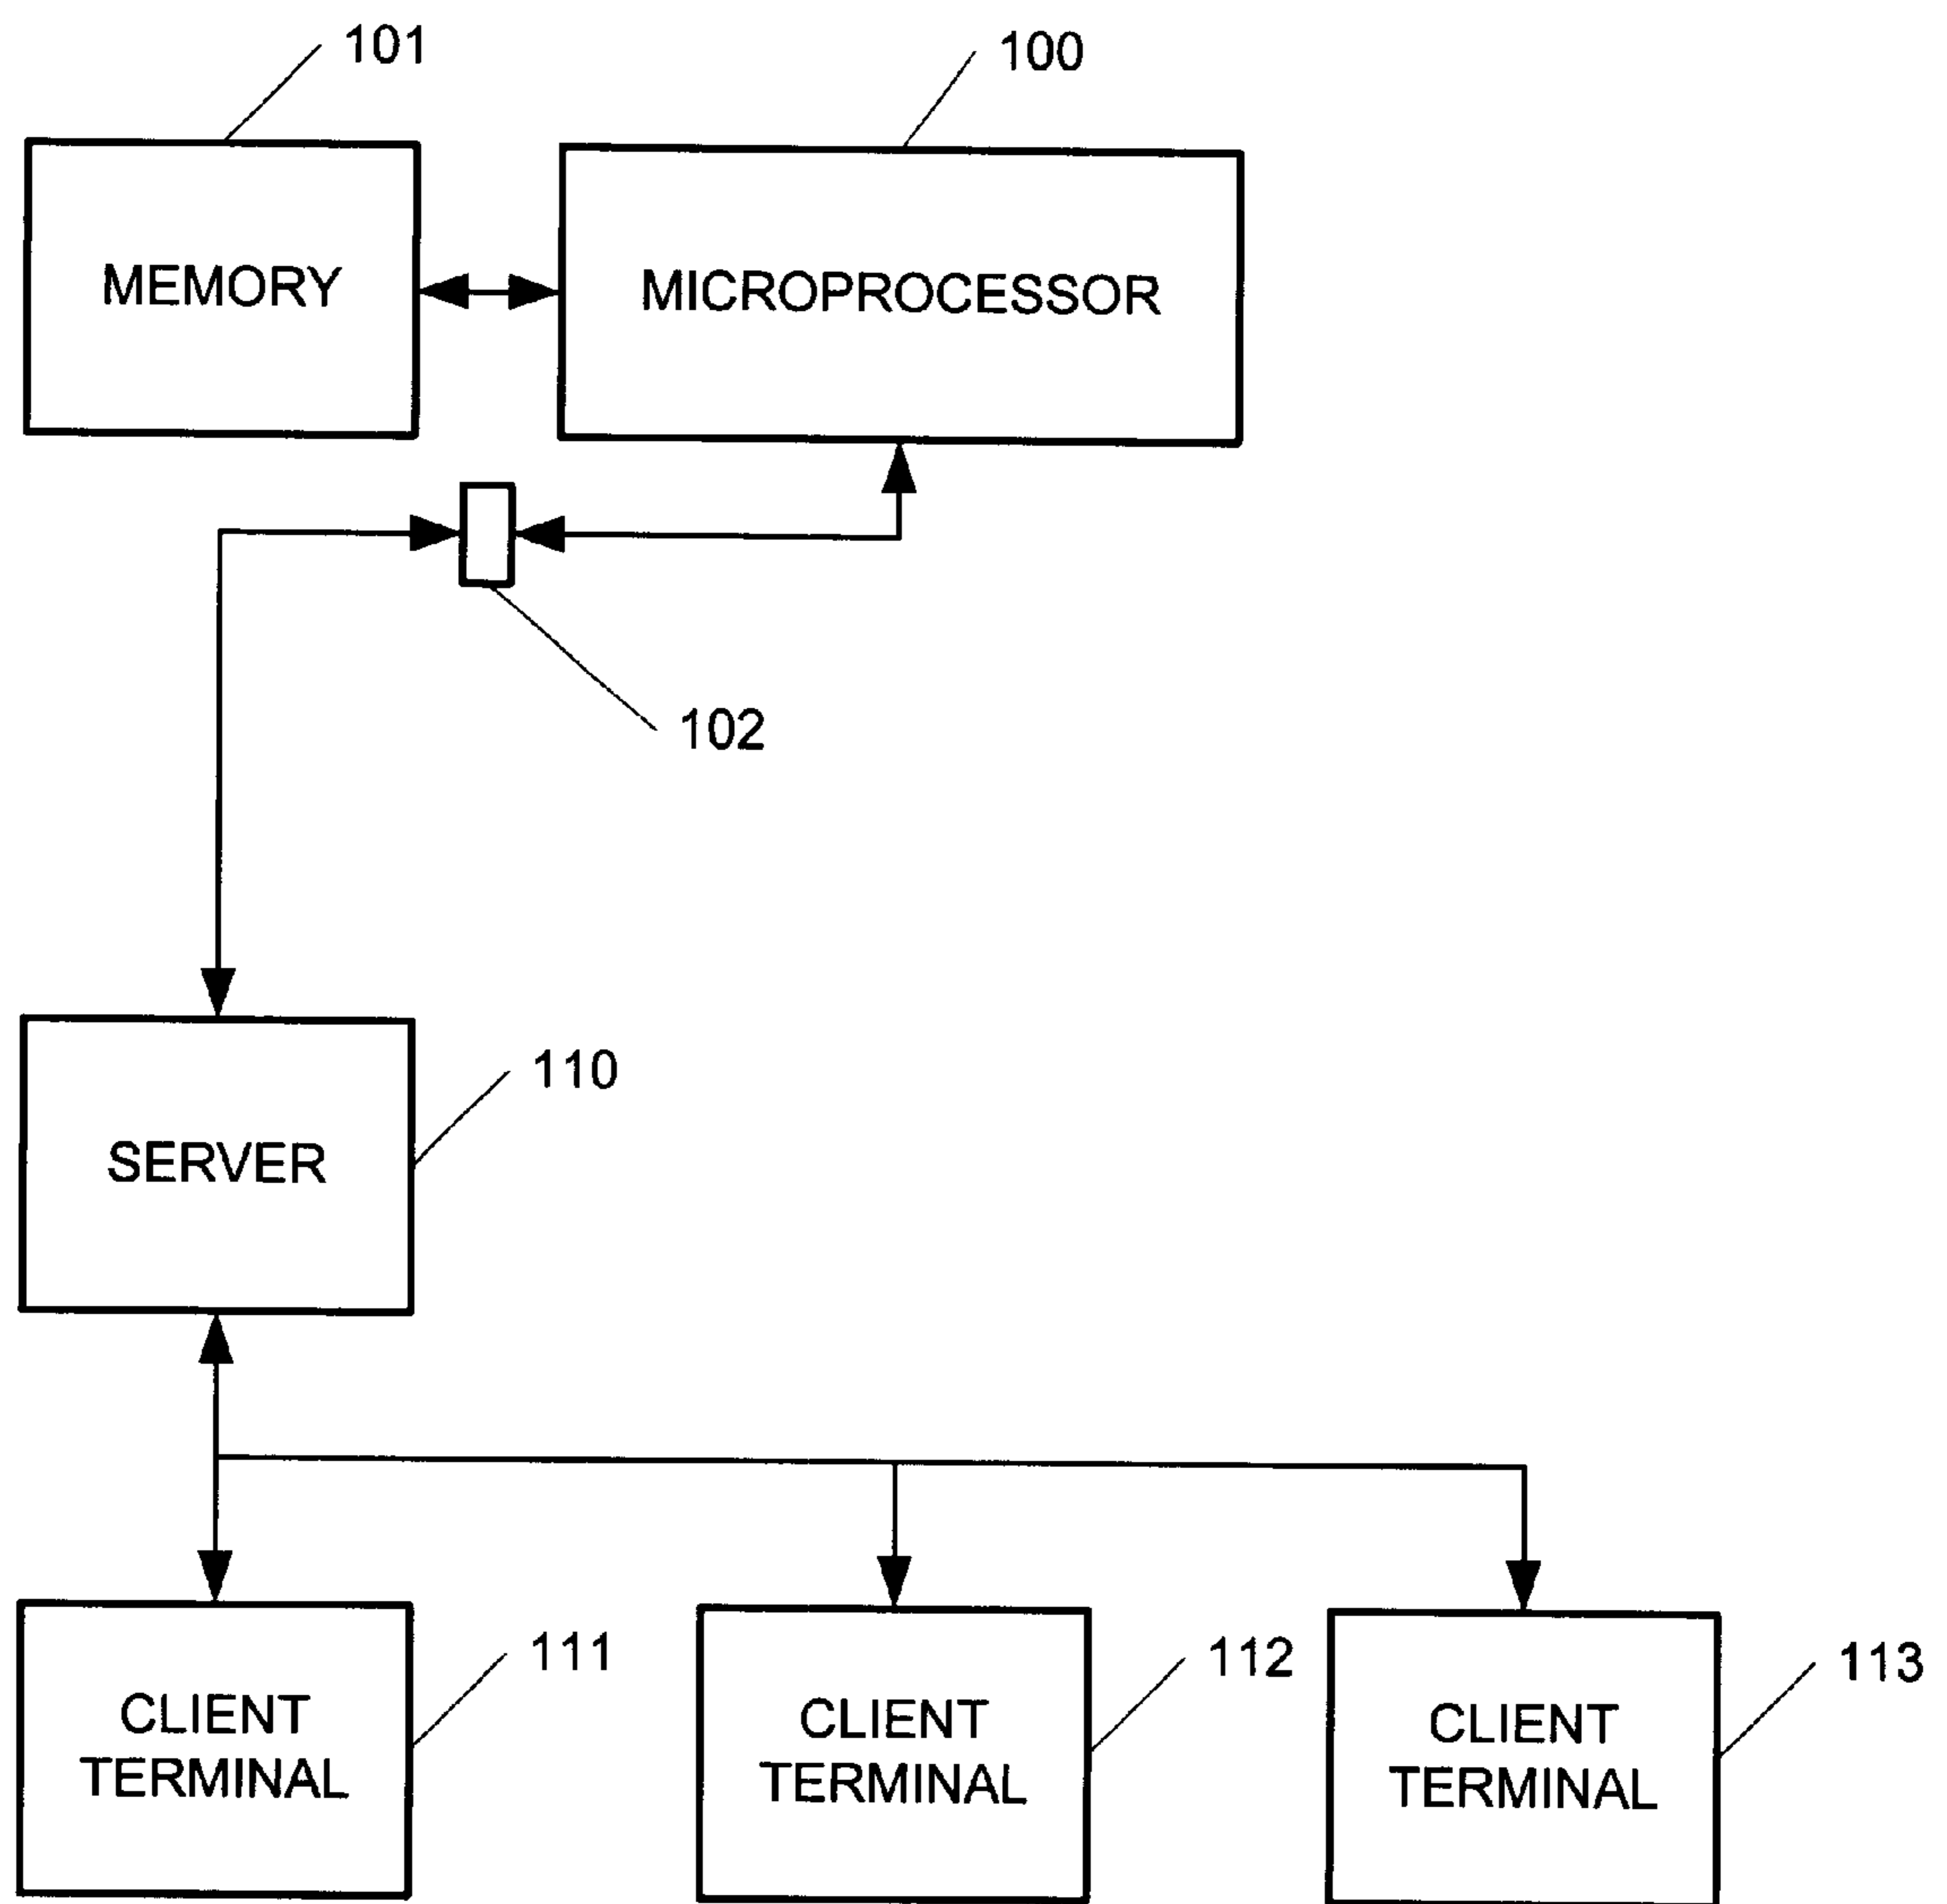 101
100
MEMORY
MICROPROCESSOR
102
110
SERVER
111
112
113
CLIENT
TERMINAL
CLIENT
TERMINAL
CLIENT
TERMINAL